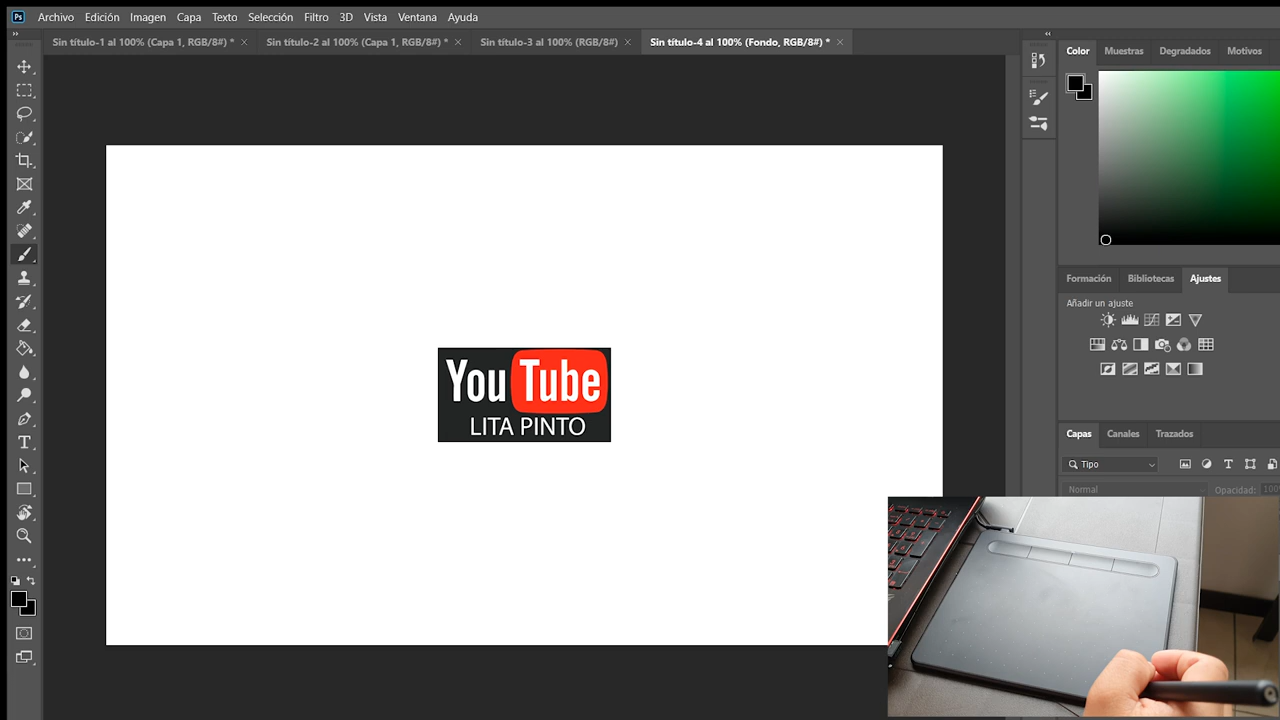 Ps Archivo Edición Imagen Capa Texto Selección Filtro 3D Vista Ventana Ayuda
Sin título-1 al 100% (Capa 1, RGB/8#) * Sin título-2 al 100% (Capa 1, RGB/8#) * Sin título-3 al 100% (RGB/8#) Sin título-4 al 100% (Fondo, RGB/8#) *
Color Muestras Degradados Motivos
Formación Bibliotecas Ajustes
Añadir un ajuste
YouTube
LITA PINTO
Capas Canales Trazados
Tipo
Normal Opacidad: 100%